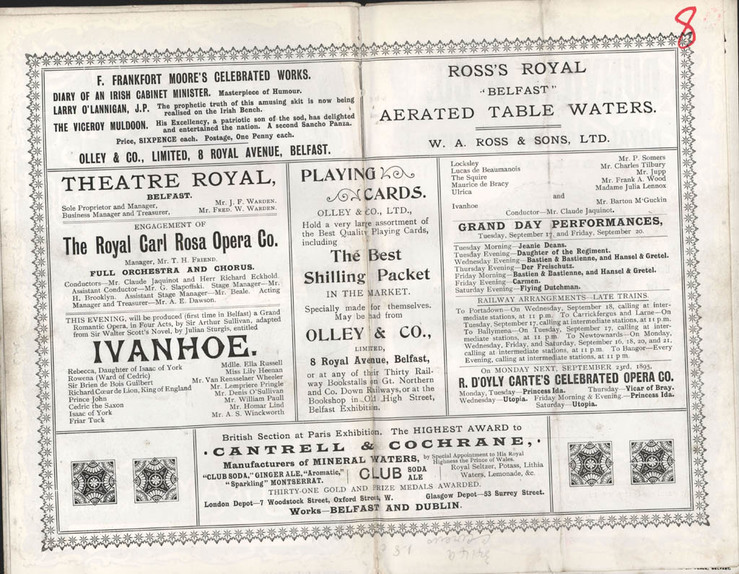 8
F. FRANKFORT MOORE'S CELEBRATED WORKS.
DIARY OF AN IRISH CABINET MINISTER. Masterpiece of Humour.
LARRY O'LANNIGAN, J.P. The prophetic truth of this amusing skit is now being
realised on the Irish Bench.
THE VICEROY MULDOON. His Excellency, a patriotic son of the sod, has delighted
and entertained the nation. A second Sancho Panza.
Price, SIXPENCE each. Postage, One Penny each.
OLLEY & CO., LIMITED, 8 ROYAL AVENUE, BELFAST.
ROSS'S ROYAL
"BELFAST"
AERATED TABLE WATERS.
W. A. ROSS & SONS, LTD.
THEATRE ROYAL,
BELFAST.
Sole Proprietor and Manager, Mr. J. F. WARDEN.
Business Manager and Treasurer, Mr. FRED. W. WARDEN.
ENGAGEMENT OF
The Royal Carl Rosa Opera Co.
Manager, Mr. T. H. FRIEND.
FULL ORCHESTRA AND CHORUS.
Conductors—Mr. Claude Jaquinot and Herr Richard Eckhold.
Assistant Conductor—Mr. G. Slapoffski. Stage Manager—Mr.
H. Brooklyn. Assistant Stage Manager—Mr. Beale. Acting
Manager and Treasurer—Mr. A. E. Dawson.
THIS EVENING, will be produced (first time in Belfast) a Grand
Romantic Opera, in Four Acts, by Sir Arthur Sullivan, adapted
from Sir Walter Scott's Novel, by Julian Sturgis, entitled
IVANHOE.
Rebecca, Daughter of Isaac of York Mdlle. Ella Russell
Rowena (Ward of Cedric) Miss Lily Heenan
Sir Brien de Bois Guilbert Mr. Van Rensselaer Wheeler
Richard Cœur de Lion, King of England Mr. Lempriere Pringle
Prince John Mr. Denis O'Sullivan
Cedric the Saxon Mr. William Paull
Isaac of York Mr. Homar Lind
Friar Tuck Mr. A. S. Winckworth
PLAYING
CARDS.
OLLEY & CO., LTD.,
Hold a very large assortment of
the Best Quality Playing Cards,
including
The Best
Shilling Packet
IN THE MARKET.
Specially made for themselves.
May be had from
OLLEY & CO.,
LIMITED,
8 Royal Avenue, Belfast,
or at any of their Thirty Rail-
way Bookstalls on Gt. Northern
and Co. Down Railways, or at the
Bookshop in Old High Street,
Belfast Exhibition.
Locksley Mr. P. Somers
Lucas de Beaumanois Mr. Charles Tilbury
The Squire Mr. Jupp
Maurice de Bracy Mr. Frank A. Wood
Ulrica Madame Julia Lennox
and
Ivanhoe Mr. Barton M'Guckin
Conductor—Mr. Claude Jaquinot.
GRAND DAY PERFORMANCES,
Tuesday, September 17, and Friday, September 20.
Tuesday Morning—Jeanie Deans.
Tuesday Evening—Daughter of the Regiment.
Wednesday Evening—Bastien & Bastienne, and Hansel & Gretel.
Thursday Evening—Der Freischuts.
Friday Morning—Bastien & Bastienne, and Hansel & Gretel.
Friday Evening—Carmen.
Saturday Evening—Flying Dutchman.
RAILWAY ARRANGEMENTS—LATE TRAINS.
To Portadown—On Wednesday, September 18, calling at inter-
mediate stations, at 11 p.m. To Carrickfergus and Larne—On
Tuesday, September 17, calling at intermediate stations, at 11 p.m.
To Ballymena—On Tuesday, September 17, calling at inter-
mediate stations, at 11 p.m. To Newtownards—On Monday,
Wednesday, Friday, and Saturday, September 16, 18, 20, and 21,
calling at intermediate stations, at 11 p.m. To Bangor—Every
Evening, calling at intermediate stations, at 11 p.m.
On MONDAY NEXT, SEPTEMBER 23rd, 1895,
R. D'OYLY CARTE'S CELEBRATED OPERA CO.
Monday, Tuesday—Princess Ida. Thursday—Vicar of Bray.
Wednesday—Utopia. Friday Morning & Evening.—Princess Ida.
Saturday—Utopia.
British Section at Paris Exhibition. The HIGHEST AWARD to
CANTRELL & COCHRANE,
Manufacturers of MINERAL WATERS, by Special Appointment to His Royal
Highness the Prince of Wales.
"CLUB SODA," GINGER ALE, "Aromatic," CLUB SODA ALE Royal Seltzer, Potass, Lithia
"Sparkling" MONTSERRAT. Waters, Lemonade, &c.
THIRTY-ONE GOLD AND PRIZE MEDALS AWARDED.
London Depot—7 Woodstock Street, Oxford Street, W. Glasgow Depot—53 Surrey Street.
Works—BELFAST AND DUBLIN.